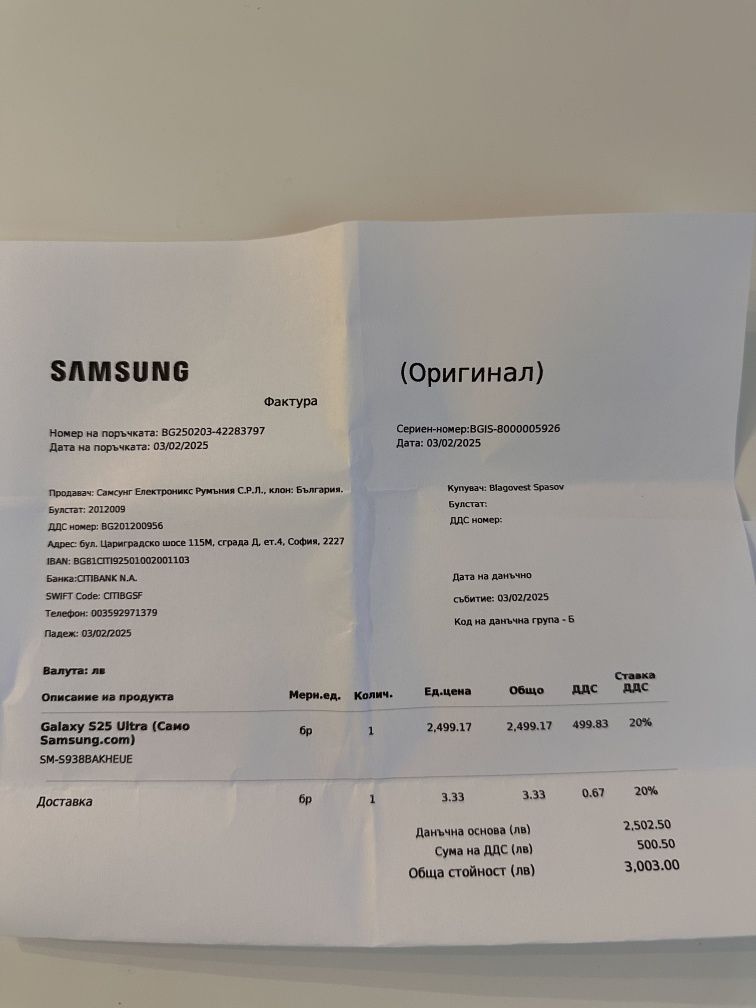 SAMSUNG
(Оригинал)
Фактура
Номер на поръчката: BG250203-42283797
Дата на поръчката: 03/02/2025
Сериен-номер:BGIS-8000005926
Дата: 03/02/2025
Продавач: Самсунг Електроникс Румъния С.Р.Л., клон: България.
Булстат: 2012009
ДДС номер: BG201200956
Адрес: бул. Цариградско шосе 115М, сграда Д, ет.4, София, 2227
IBAN: BGB1CITI92501002001103
Банка:CITIBANK N.A.
SWIFT Code: CITIBGSF
Телефон: 003592971379
Падеж: 03/02/2025
Купувач: Blagovest Spasov
Булстат:
ДДС номер:
Дата на данъчно
събитие: 03/02/2025
Код на данъчна група - Б
Валута: лв
Описание на продукта Мерн.ед. Колич. Ед.цена Общо ДДС Ставка ДДС
Galaxy S25 Ultra (Само Samsung.com) бр 1 2,499.17 2,499.17 499.83 20%
SM-S938BAKHEUE
Доставка бр 1 3.33 3.33 0.67 20%
Данъчна основа (лв) 2,502.50
Сума на ДДС (лв) 500.50
Обща стойност (лв) 3,003.00